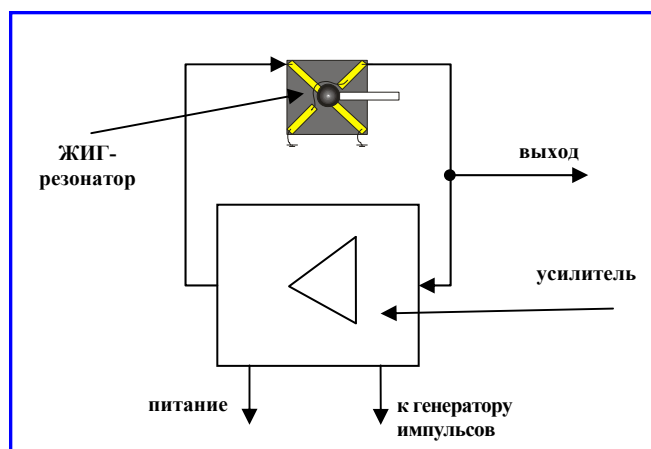 ЖИГ-
резонатор
выход
усилитель
питание
к генератору
импульсов